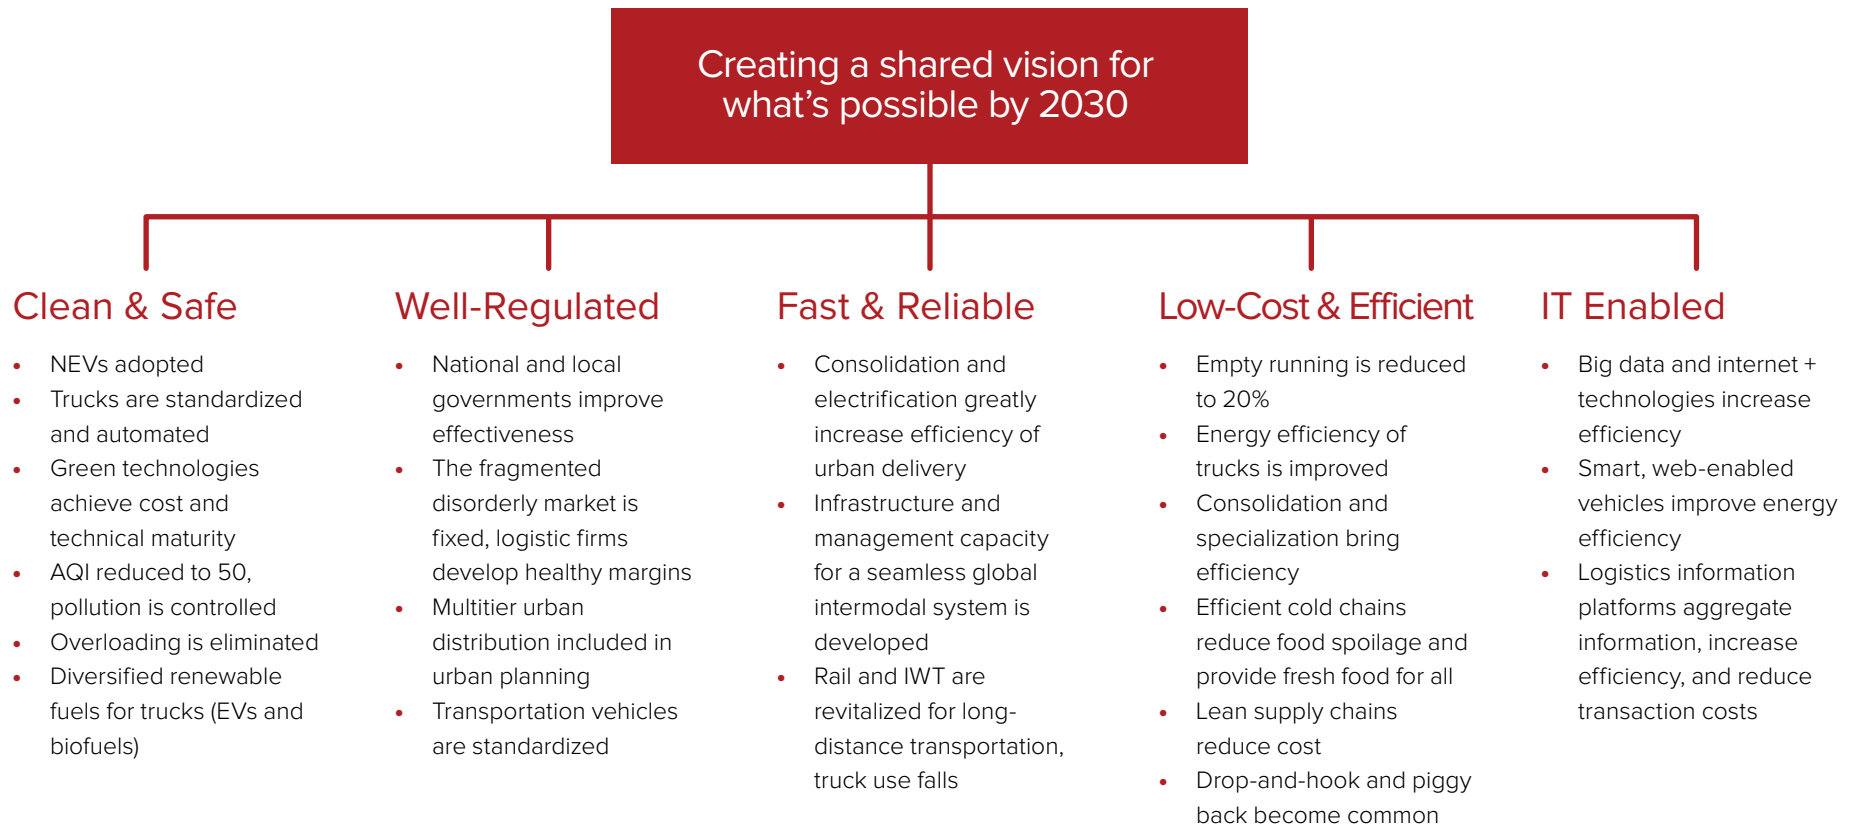 Creating a shared vision for
what's possible by 2030
Clean & Safe
• NEVs adopted
• Trucks are standardized
and automated
• Green technologies
achieve cost and
technical maturity
• AQI reduced to 50,
pollution is controlled
• Overloading is eliminated
• Diversified renewable
fuels for trucks (EVs and
biofuels)
Well-Regulated
• National and local
governments improve
effectiveness
• The fragmented
disorderly market is
fixed, logistic firms
develop healthy margins
• Multitier urban
distribution included in
urban planning
• Transportation vehicles
are standardized
Fast & Reliable
• Consolidation and
electrification greatly
increase efficiency of
urban delivery
• Infrastructure and
management capacity
for a seamless global
intermodal system is
developed
• Rail and IWT are
revitalized for long-
distance transportation,
truck use falls
Low-Cost & Efficient
• Empty running is reduced
to 20%
• Energy efficiency of
trucks is improved
• Consolidation and
specialization bring
efficiency
• Efficient cold chains
reduce food spoilage and
provide fresh food for all
• Lean supply chains
reduce cost
• Drop-and-hook and piggy
back become common
IT Enabled
• Big data and internet +
technologies increase
efficiency
• Smart, web-enabled
vehicles improve energy
efficiency
• Logistics information
platforms aggregate
information, increase
efficiency, and reduce
transaction costs